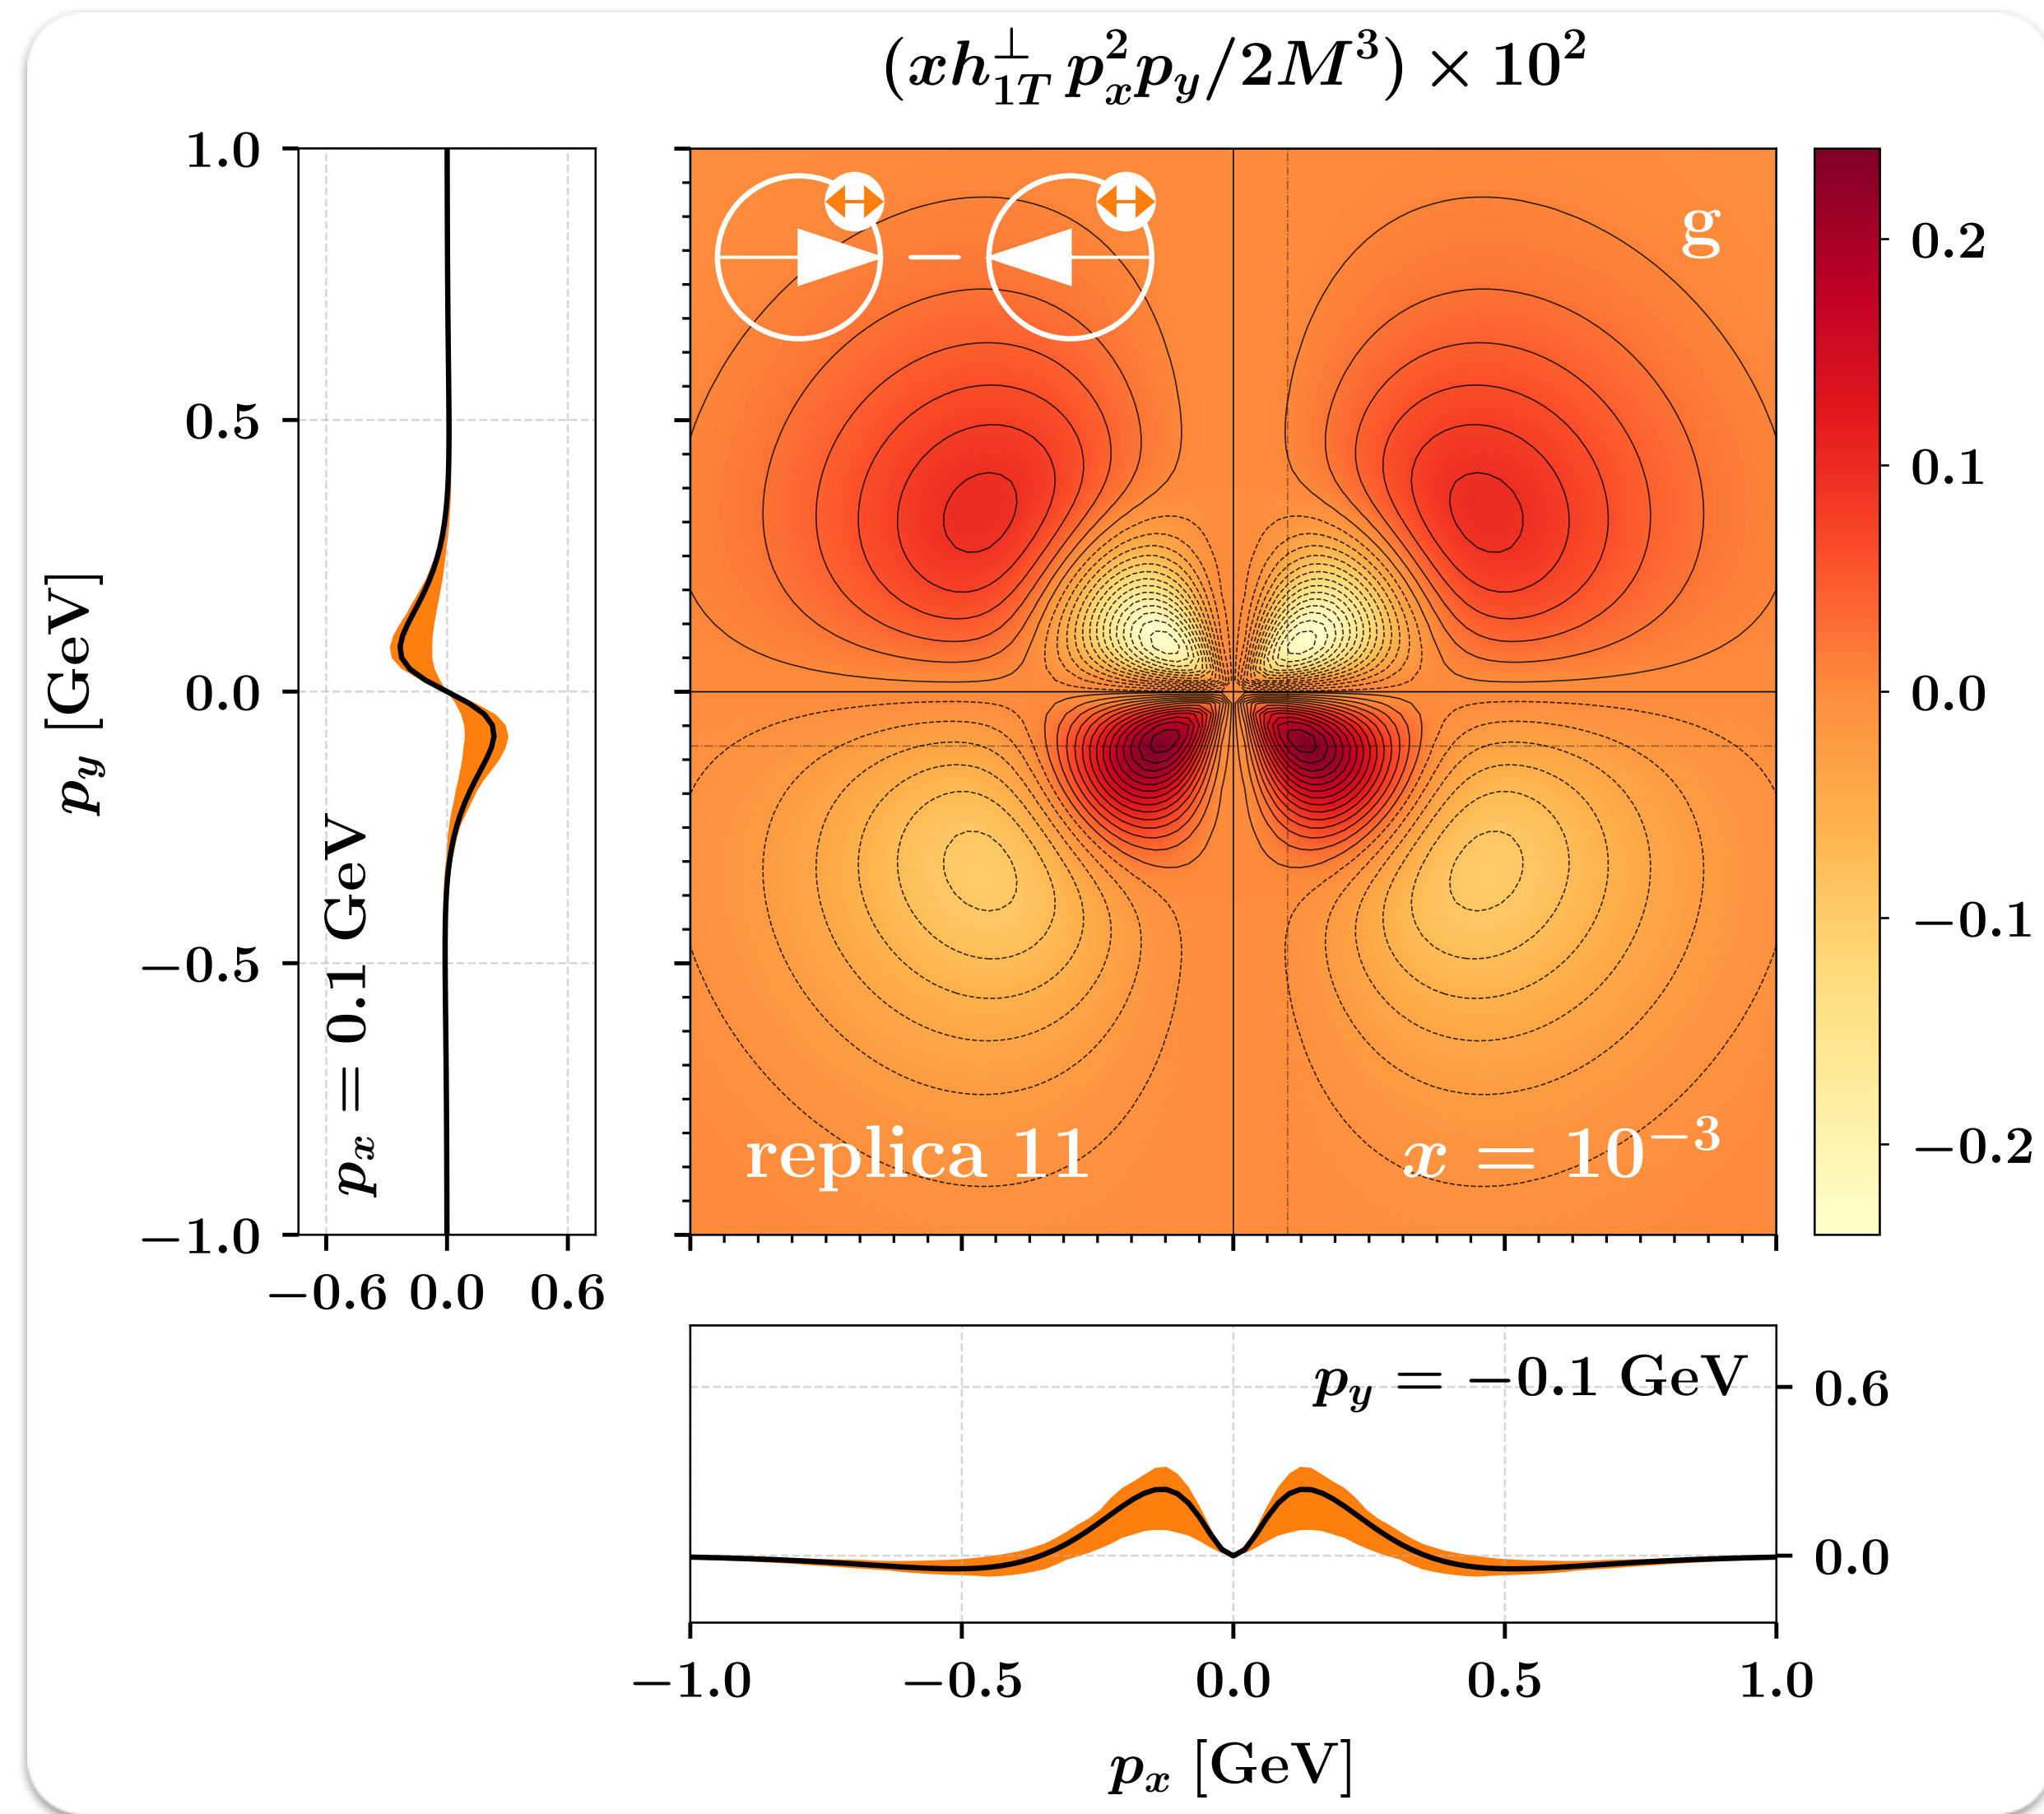 (xh⊥1T p²x py/2M³) × 10²
1.0
0.5
0.0
−0.5
−1.0
py [GeV]
px = 0.1 GeV
−0.6 0.0 0.6
g
replica 11
x = 10⁻³
0.2
0.1
0.0
−0.1
−0.2
py = −0.1 GeV
0.6
0.0
−1.0 −0.5 0.0 0.5 1.0
px [GeV]